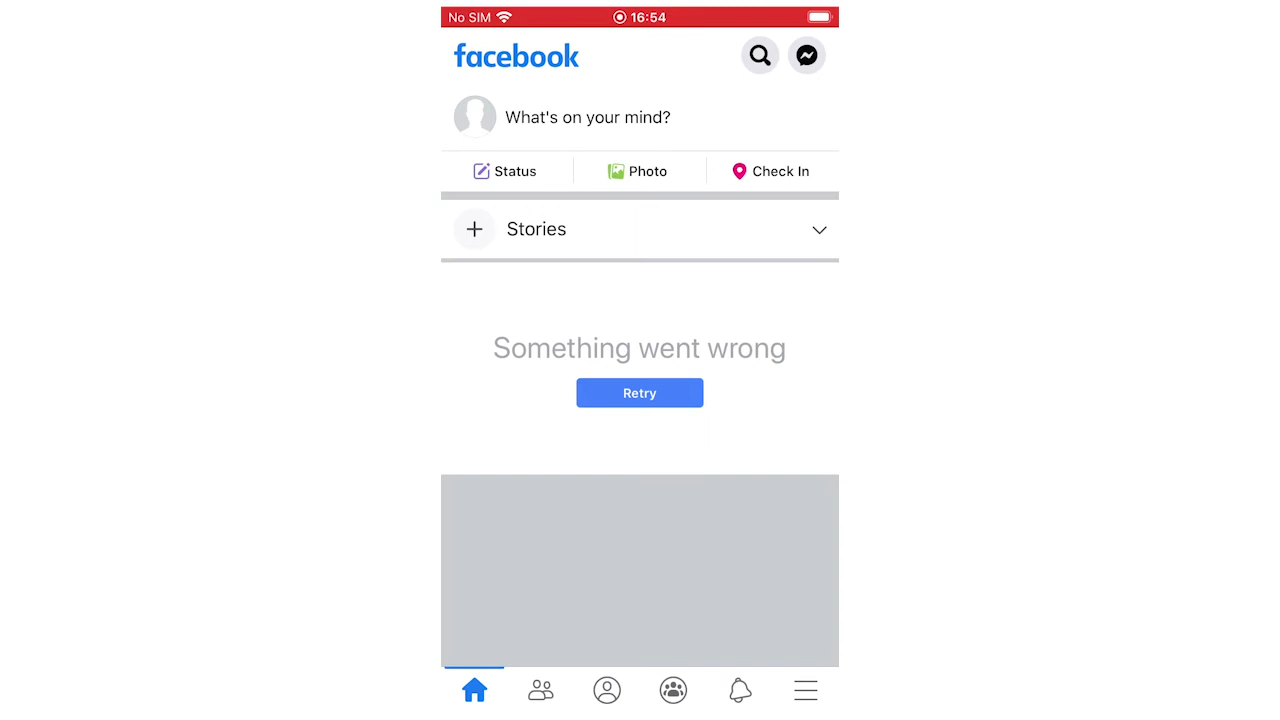 No SIM 16:54
facebook
What's on your mind?
Status Photo Check In
Stories
Something went wrong
Retry